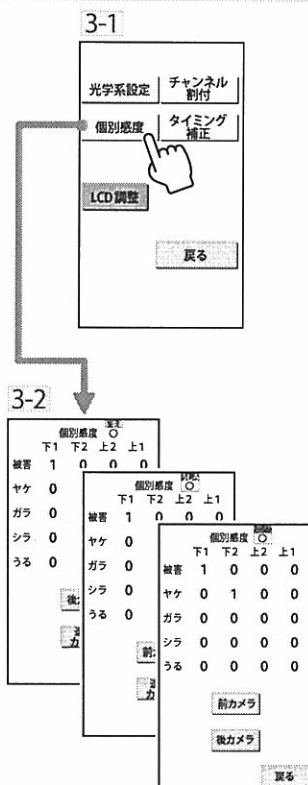 3-1
光学系設定 チャンネル
割付
個別感度 タイミング
補正
LCD調整
戻る
3-2
個別感度
下1 下2 上2 上1
被害 1 0 0 0
ヤケ 0
ガラ 0
シラ 0
うる 0
後
個別感度
下1 下2 上2 上1
被害 1 0 0 0
ヤケ 0
ガラ 0
シラ 0
うる 0
前
カ
個別感度
下1 下2 上2 上1
被害 1 0 0 0
ヤケ 0 1 0 0
ガラ 0 0 0 0
シラ 0 0 0 0
うる 0 0 0 0
前カメラ
後カメラ
戻る